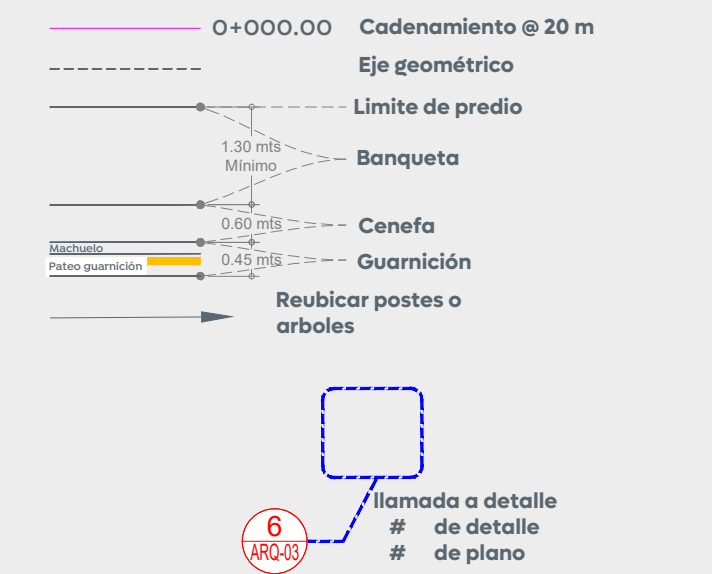 0+000.00 Cadenamiento @ 20 m
Eje geométrico
Limite de predio
1.30 mts
Mínimo
Banqueta
0.60 mts
Cenefa
Machuelo
Pateo guarnición
0.45 mts
Guarnición
Reubicar postes o
arboles
llamada a detalle
# de detalle
# de plano
6
ARQ-03